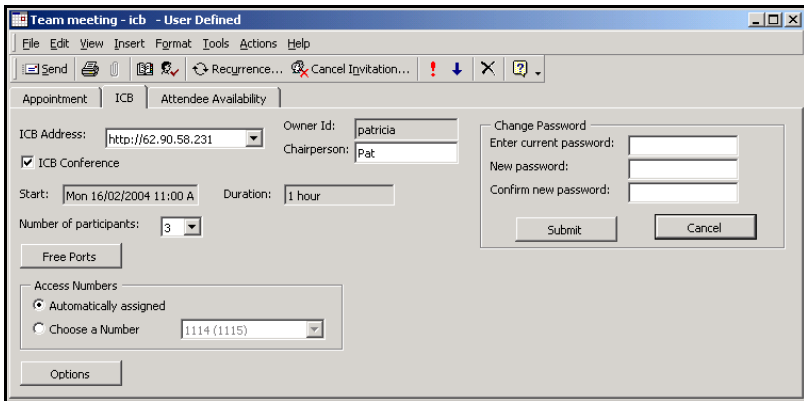 Team meeting - icb - User Defined
File Edit View Insert Format Tools Actions Help
Send Recurrence... Cancel Invitation...
Appointment ICB Attendee Availability
ICB Address: http://62.90.58.231
ICB Conference
Owner Id: patricia
Chairperson: Pat
Start: Mon 16/02/2004 11:00 A Duration: 1 hour
Number of participants: 3
Free Ports
Access Numbers
Automatically assigned
Choose a Number 1114 (1115)
Options
Change Password
Enter current password:
New password:
Confirm new password:
Submit Cancel